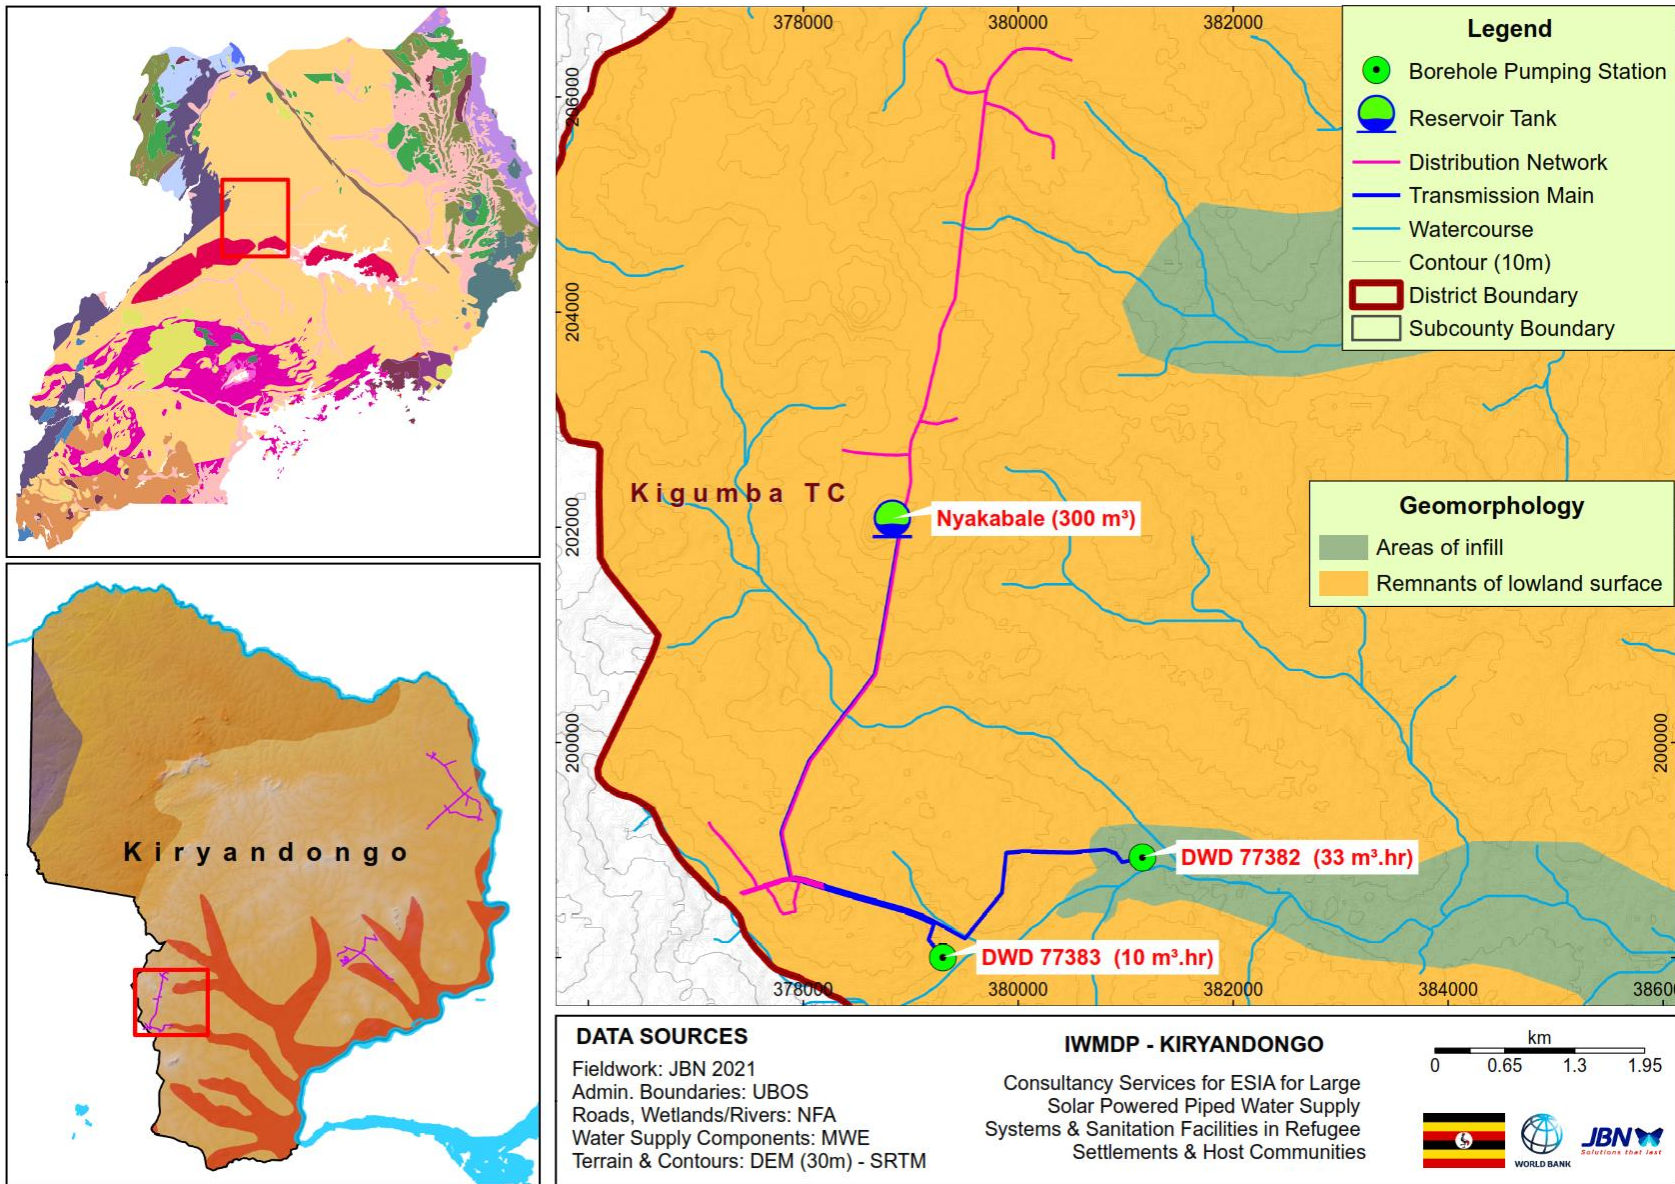 Kiryandongo
378000
380000
382000
206000
204000
202000
200000
200000
Kigumba TC
Nyakabale (300 m³)
DWD 77382 (33 m³.hr)
DWD 77383 (10 m³.hr)
378000
380000
382000
384000
38600
Legend
Borehole Pumping Station
Reservoir Tank
Distribution Network
Transmission Main
Watercourse
Contour (10m)
District Boundary
Subcounty Boundary
Geomorphology
Areas of infill
Remnants of lowland surface
DATA SOURCES
Fieldwork: JBN 2021
Admin. Boundaries: UBOS
Roads, Wetlands/Rivers: NFA
Water Supply Components: MWE
Terrain & Contours: DEM (30m) - SRTM
IWMDP - KIRYANDONGO
Consultancy Services for ESIA for Large
Solar Powered Piped Water Supply
Systems & Sanitation Facilities in Refugee
Settlements & Host Communities
km
0 0.65 1.3 1.95
WORLD BANK
JBN
Solutions that last